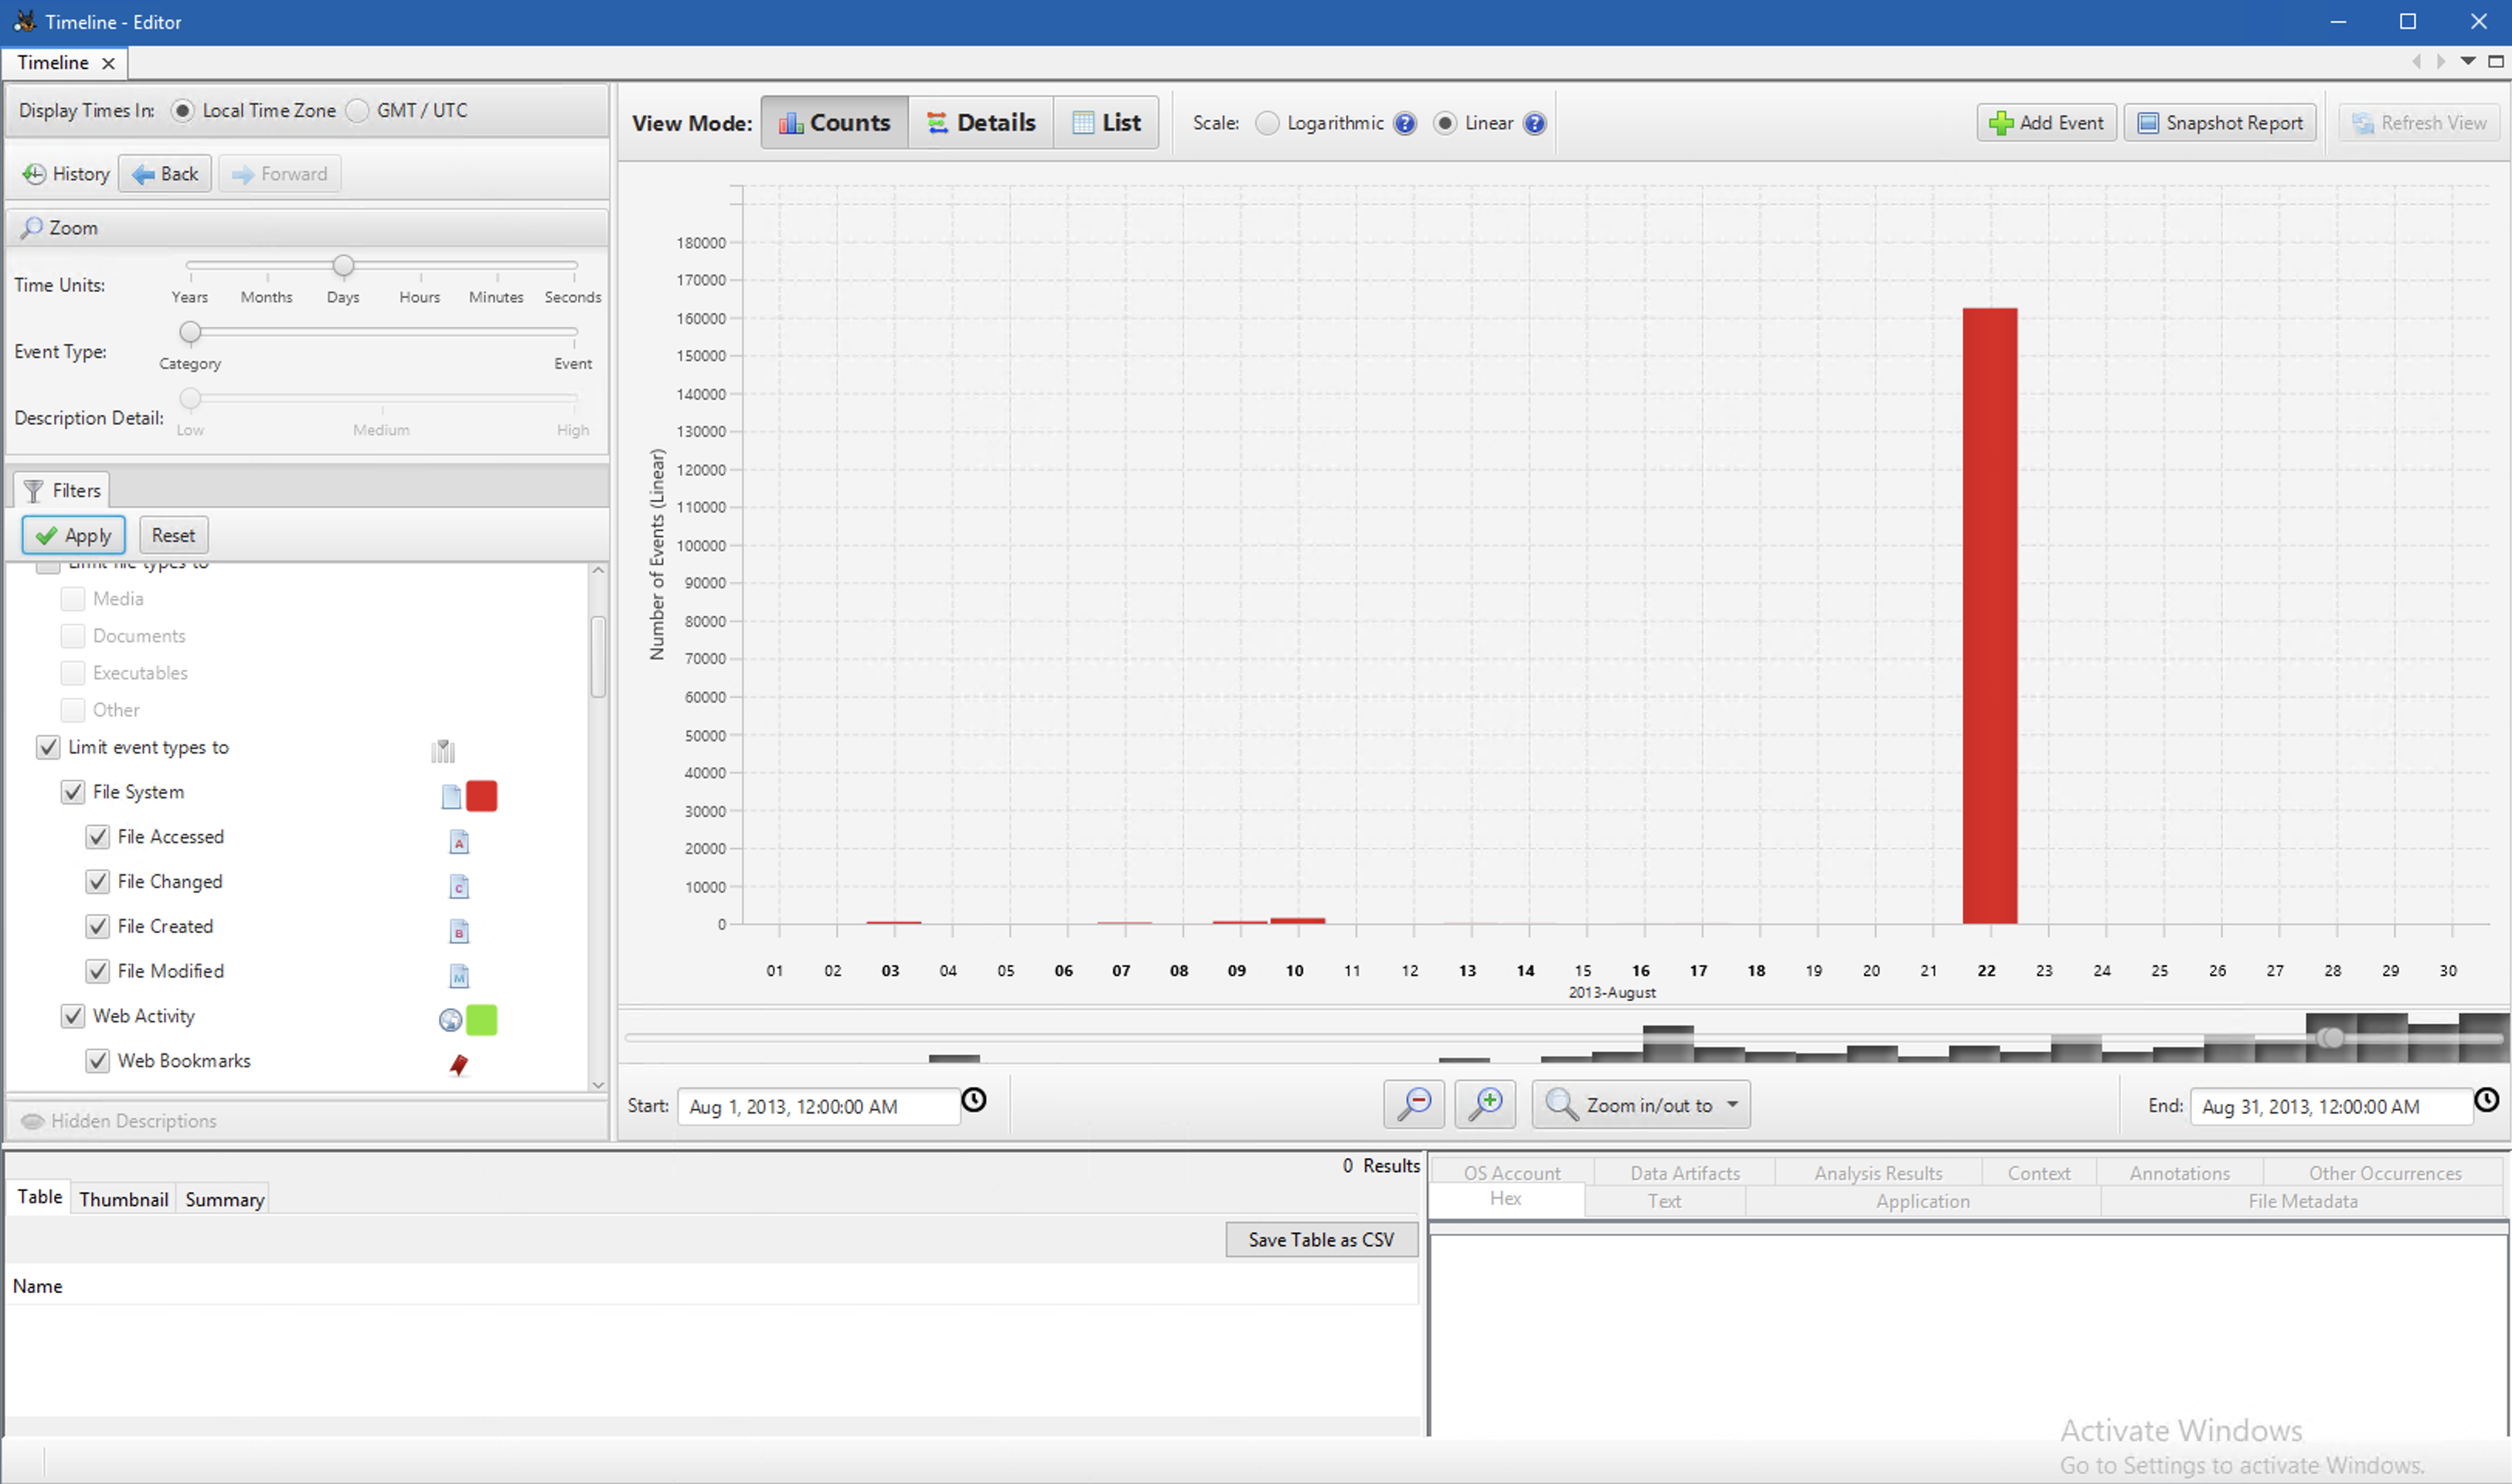 Timeline - Editor
Timeline
Display Times In: Local Time Zone GMT / UTC
History Back Forward
Zoom
Time Units:
Years Months Days Hours Minutes Seconds
Event Type:
Category Event
Description Detail:
Low Medium High
Filters
Apply Reset
Limit file types to
Media
Documents
Executables
Other
Limit event types to
File System
File Accessed
A
File Changed
C
File Created
B
File Modified
M
Web Activity
Web Bookmarks
Hidden Descriptions
View Mode: Counts Details List Scale: Logarithmic ? Linear ? Add Event Snapshot Report Refresh View
Number of Events (Linear)
180000
170000
160000
150000
140000
130000
120000
110000
100000
90000
80000
70000
60000
50000
40000
30000
20000
10000
0
01 02 03 04 05 06 07 08 09 10 11 12 13 14 15 16 17 18 19 20 21 22 23 24 25 26 27 28 29 30
2013-August
Start: Aug 1, 2013, 12:00:00 AM Zoom in/out to End: Aug 31, 2013, 12:00:00 AM
0 Results
Table Thumbnail Summary
Save Table as CSV
Name
OS Account Data Artifacts Analysis Results Context Annotations Other Occurrences
Hex Text Application File Metadata
Activate Windows
Go to Settings to activate Windows.